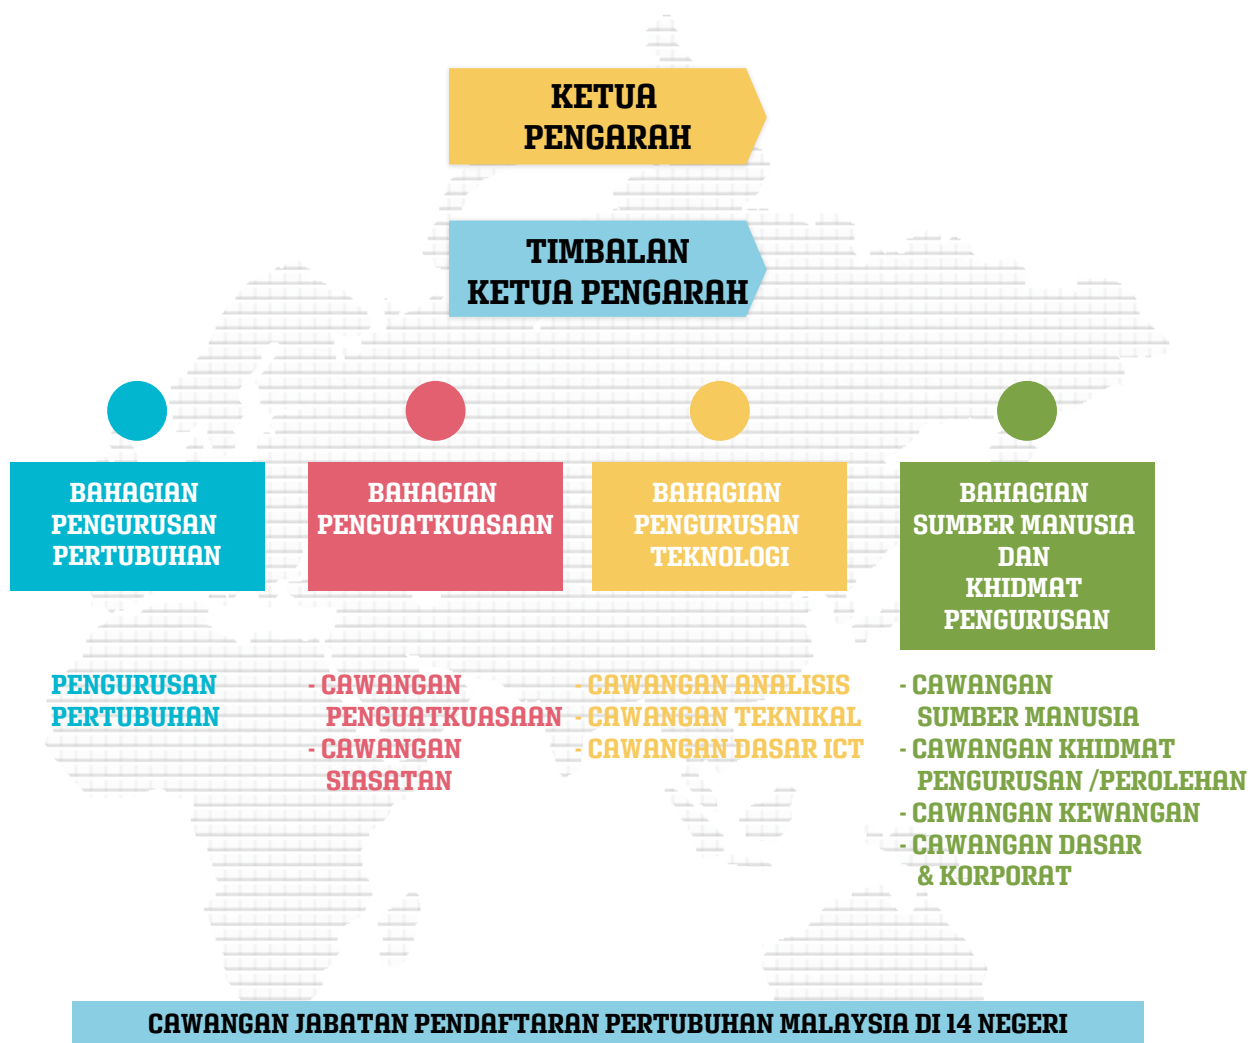 KETUA
PENGARAH
TIMBALAN
KETUA PENGARAH
BAHAGIAN
PENGURUSAN
PERTUBUHAN
BAHAGIAN
PENGUATKUASAAN
BAHAGIAN
PENGURUSAN
TEKNOLOGI
BAHAGIAN
SUMBER MANUSIA
DAN
KHIDMAT
PENGURUSAN
PENGURUSAN
PERTUBUHAN
- CAWANGAN
PENGUATKUASAAN
- CAWANGAN
SIASATAN
- CAWANGAN ANALISIS
- CAWANGAN TEKNIKAL
- CAWANGAN DASAR ICT
- CAWANGAN
SUMBER MANUSIA
- CAWANGAN KHIDMAT
PENGURUSAN /PEROLEHAN
- CAWANGAN KEWANGAN
- CAWANGAN DASAR
& KORPORAT
CAWANGAN JABATAN PENDAFTARAN PERTUBUHAN MALAYSIA DI 14 NEGERI